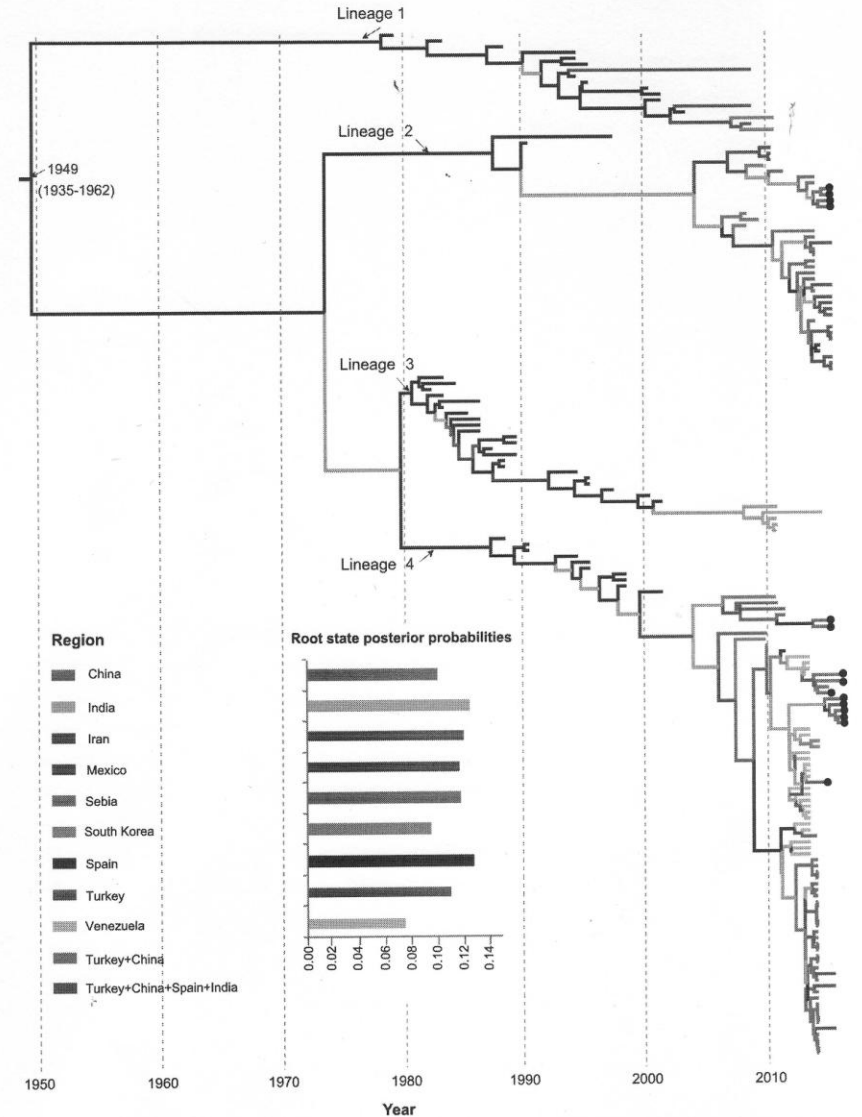 Lineage 1
Lineage 2
1949
(1935-1962)
Lineage 3
Lineage 4
Region
China
India
Iran
Mexico
Sebia
South Korea
Spain
Turkey
Venezuela
Turkey+China
Turkey+China+Spain+India
Root state posterior probabilities
0.00
0.02
0.04
0.06
0.08
0.10
0.12
0.14
1950
1960
1970
1980
1990
2000
2010
Year